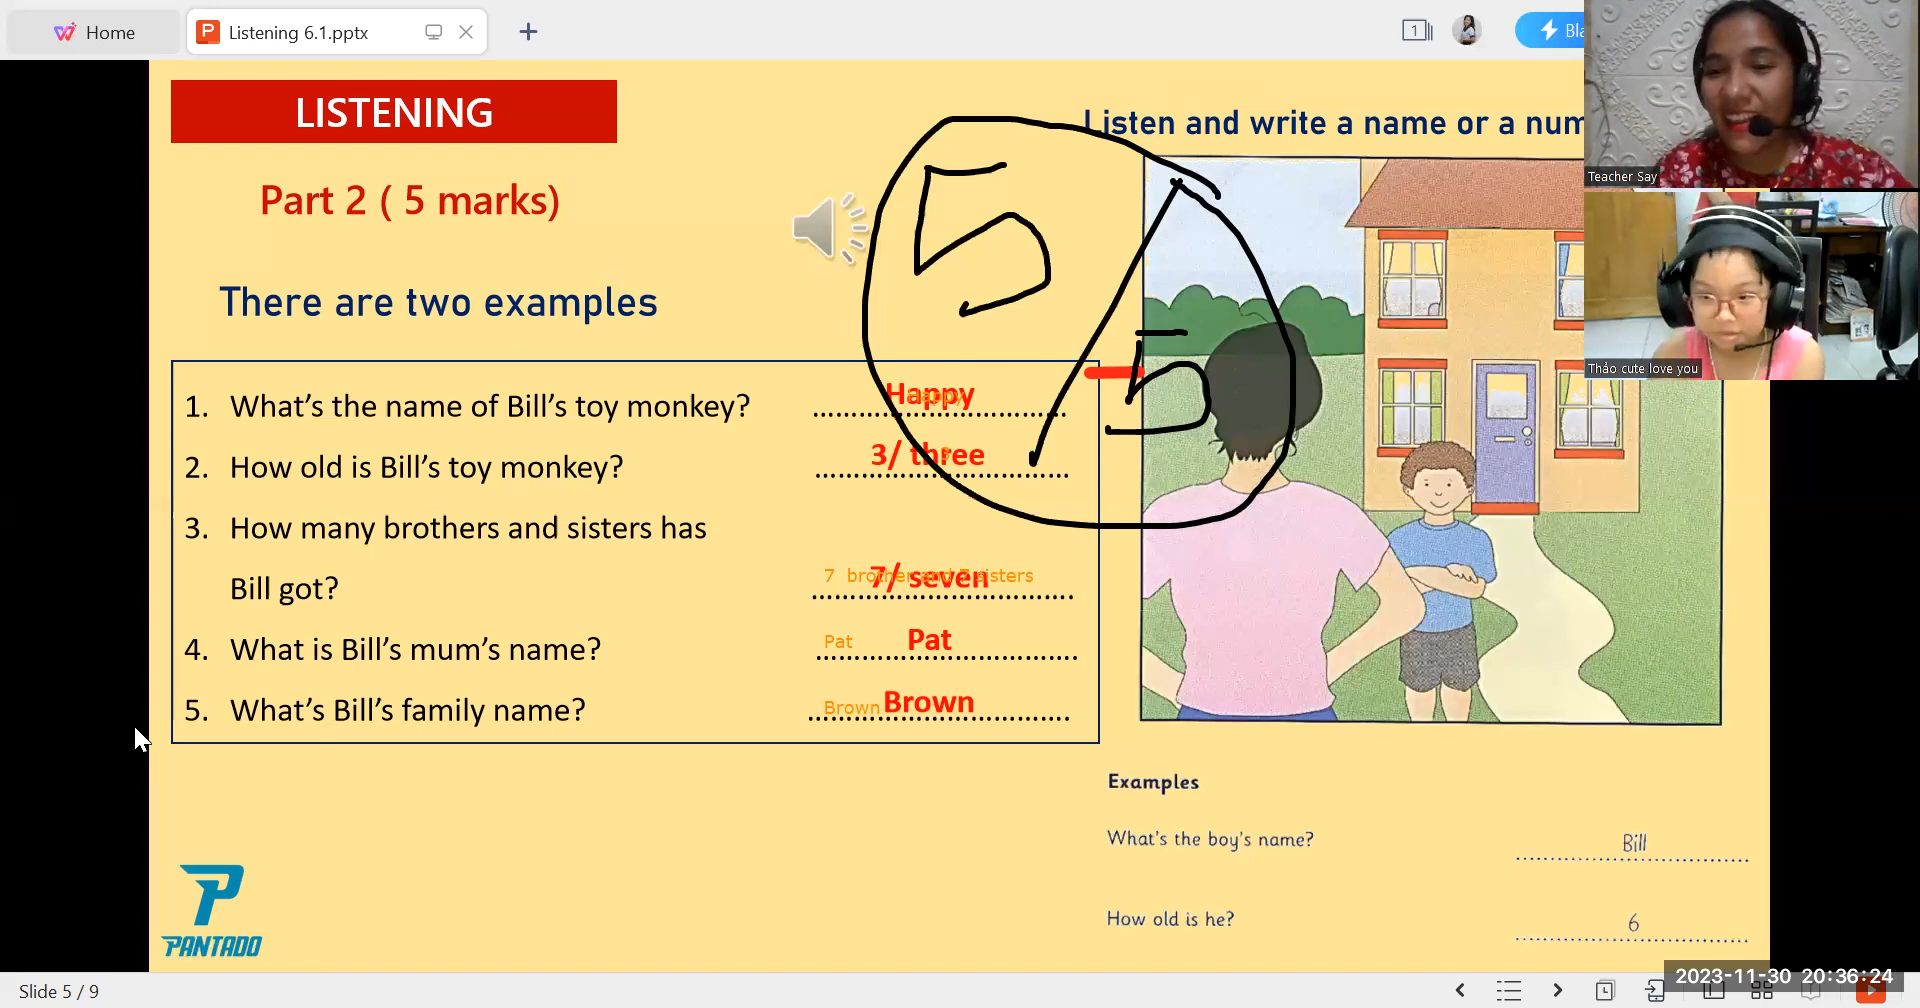 Home
Listening 6.1.pptx
1
Teacher Say
Thảo cute love you
LISTENING
Listen and write a name or a num
Part 2 ( 5 marks)
There are two examples
5/5
1. What's the name of Bill's toy monkey? Happy
2. How old is Bill's toy monkey? 3/ three
3. How many brothers and sisters has
Bill got? 7/ seven
4. What is Bill's mum's name? Pat Pat
5. What's Bill's family name? Brown Brown
Examples
What's the boy's name? Bill
How old is he? 6
PANTADO
Slide 5 / 9
2023-11-30 20:36:24